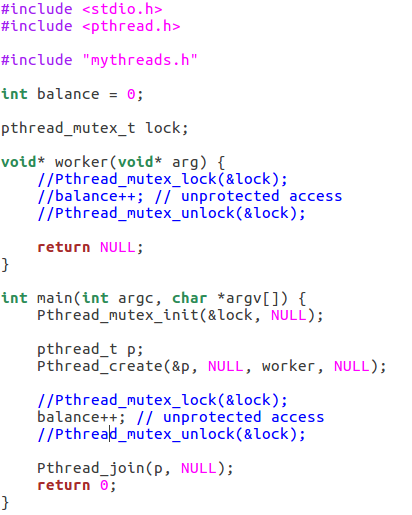 #include <stdio.h>
#include <pthread.h>

#include "mythreads.h"

int balance = 0;

pthread_mutex_t lock;

void* worker(void* arg) {
    //Pthread_mutex_lock(&lock);
    //balance++; // unprotected access
    //Pthread_mutex_unlock(&lock);

    return NULL;
}

int main(int argc, char *argv[]) {
    Pthread_mutex_init(&lock, NULL);

    pthread_t p;
    Pthread_create(&p, NULL, worker, NULL);

    //Pthread_mutex_lock(&lock);
    balance++; // unprotected access
    //Pthread_mutex_unlock(&lock);

    Pthread_join(p, NULL);
    return 0;
}